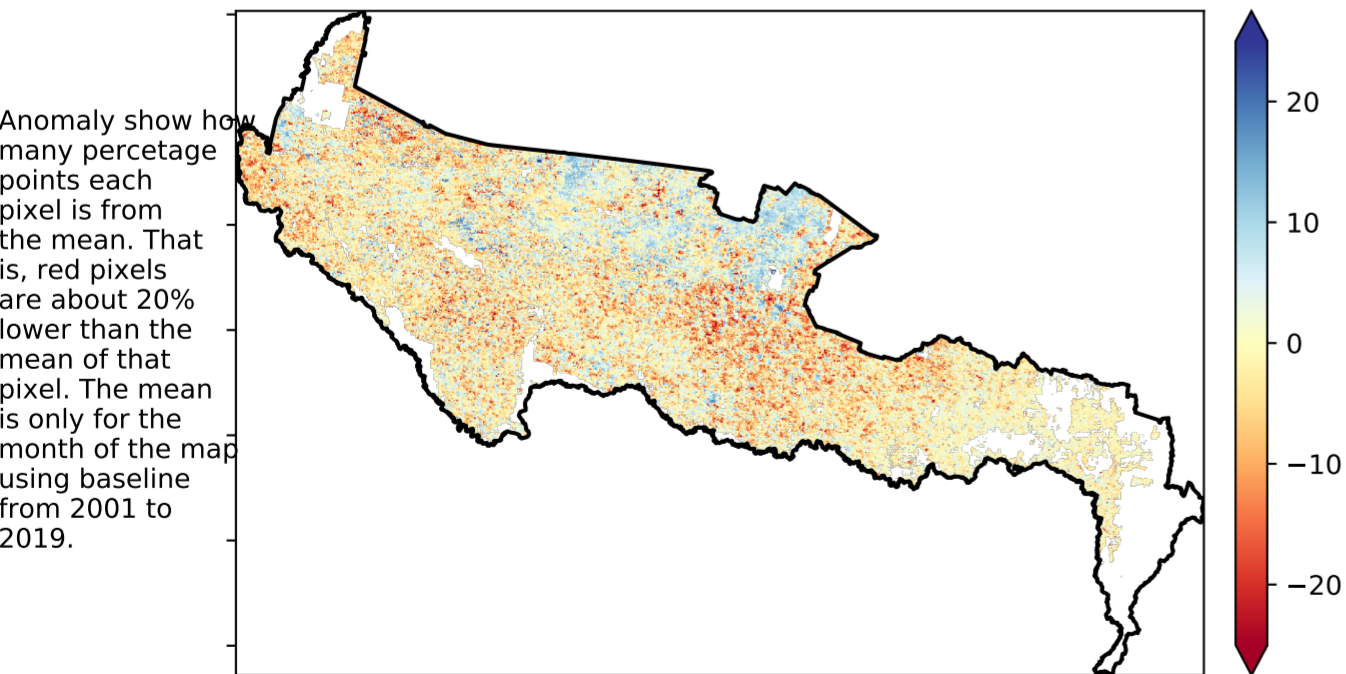 Anomaly show how
many percetage
points each
pixel is from
the mean. That
is, red pixels
are about 20%
lower than the
mean of that
pixel. The mean
is only for the
month of the map
using baseline
from 2001 to
2019.
20
10
0
−10
−20